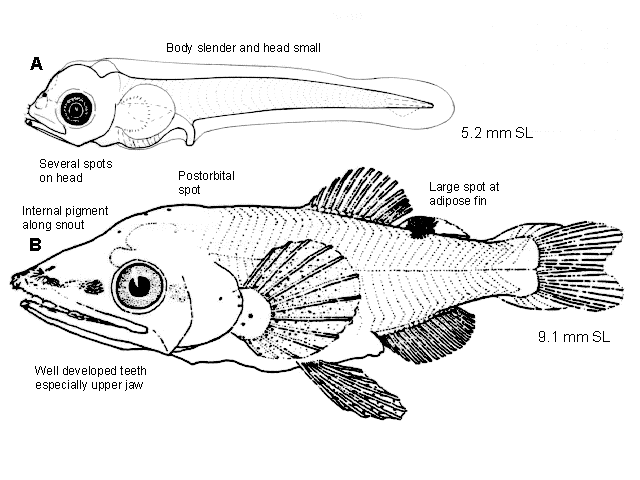 Body slender and head small
A
5.2 mm SL
Several spots
on head
Postorbital
spot
Large spot at
adipose fin
Internal pigment
along snout
B
9.1 mm SL
Well developed teeth
especially upper jaw